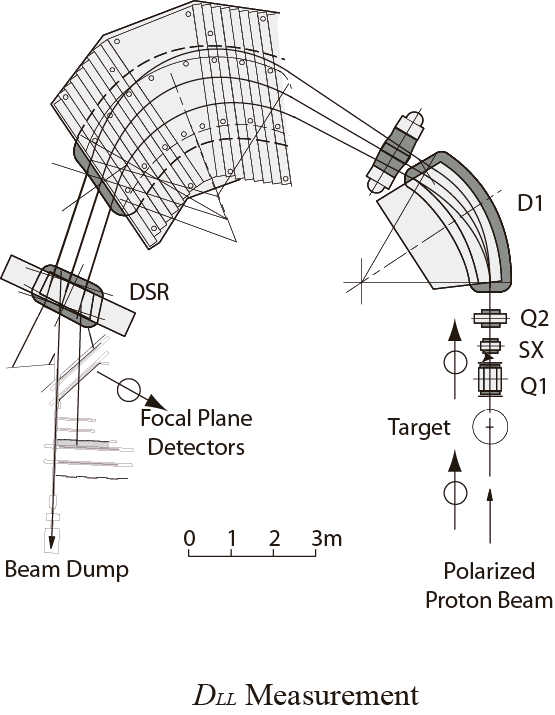 D1
DSR
Q2
SX
Q1
Focal Plane
Detectors
Target
0 1 2 3m
Beam Dump
Polarized
Proton Beam
DLL Measurement